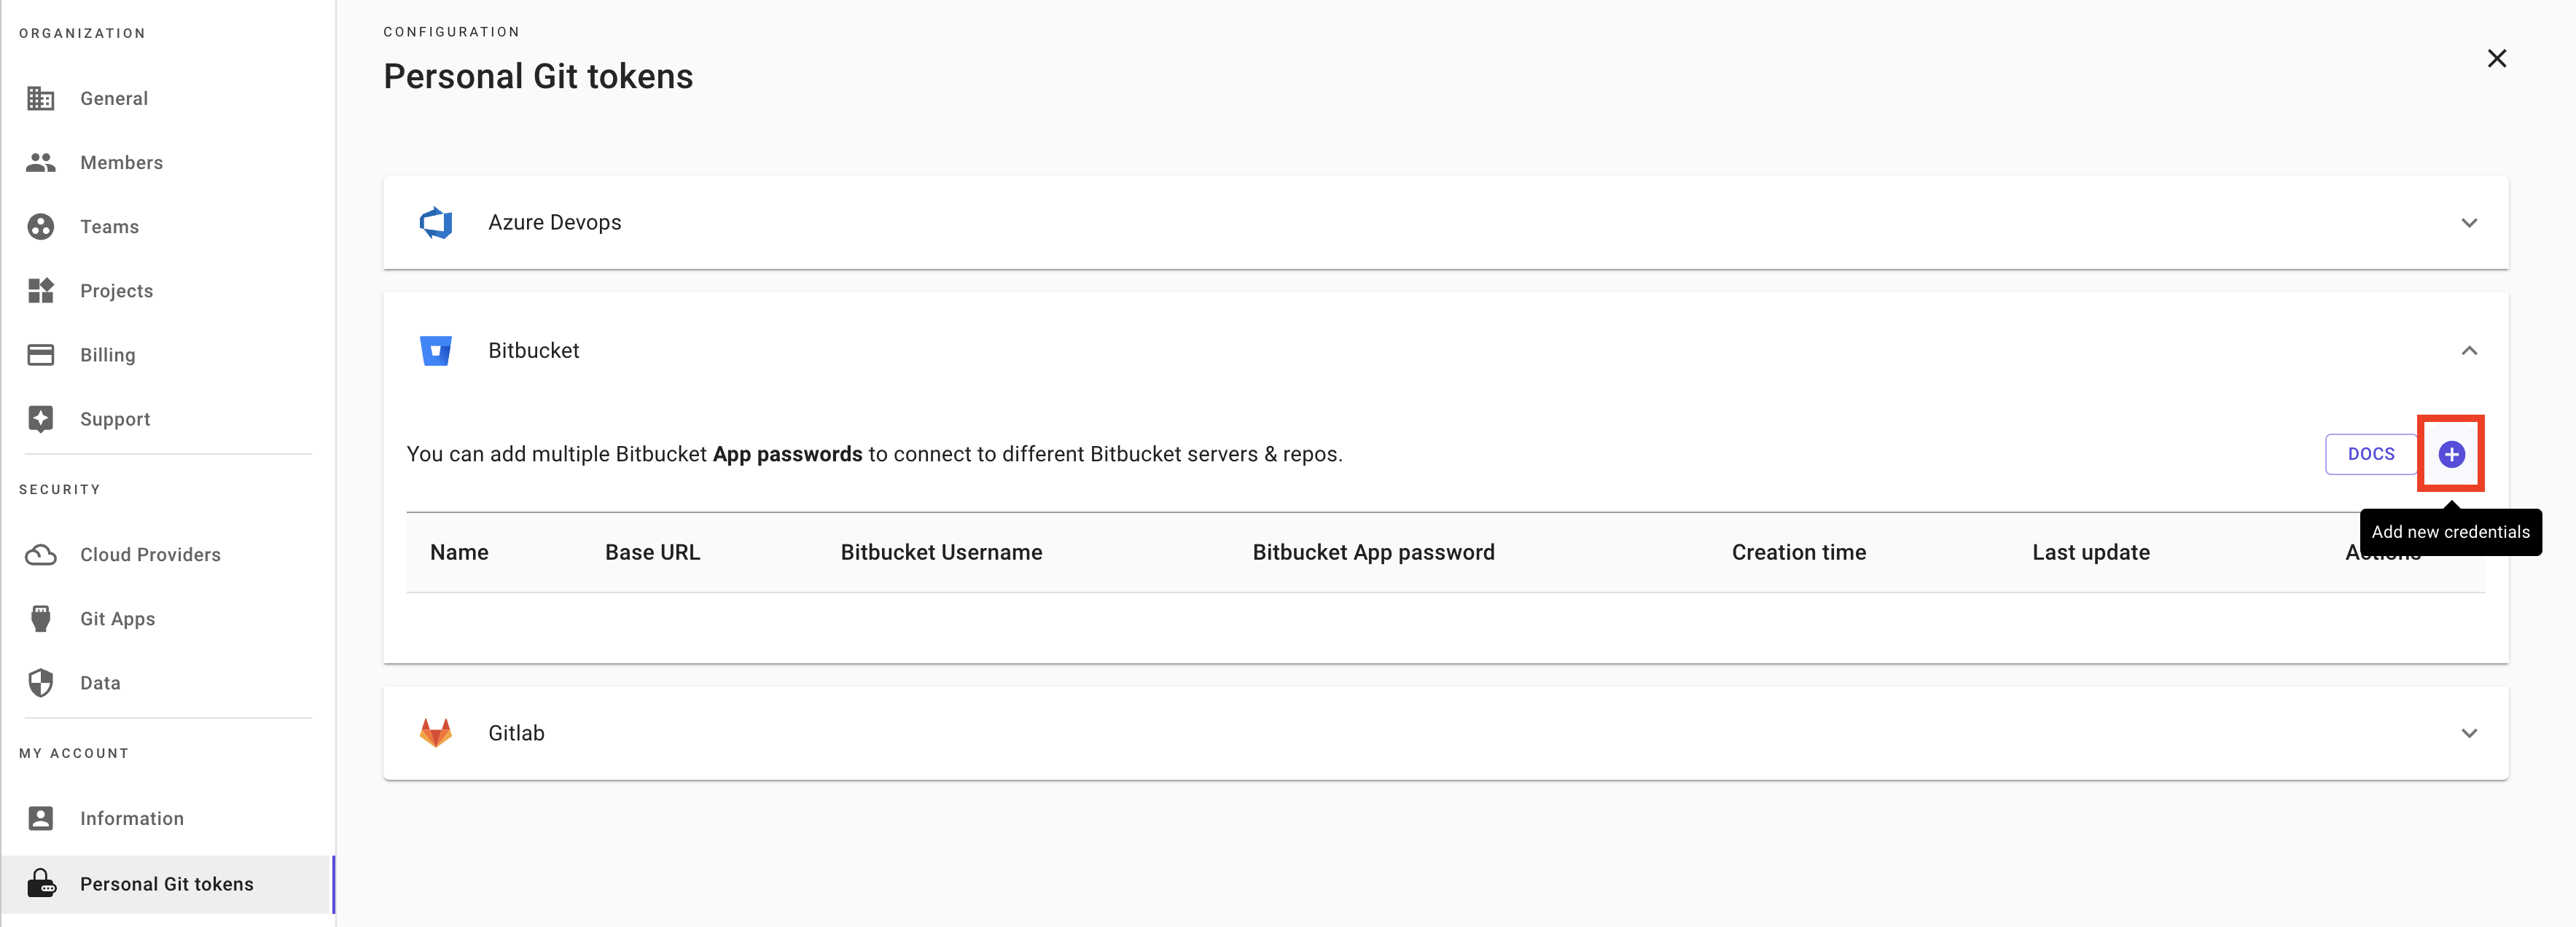 ORGANIZATION
General
Members
Teams
Projects
Billing
Support
SECURITY
Cloud Providers
Git Apps
Data
MY ACCOUNT
Information
Personal Git tokens
CONFIGURATION
Personal Git tokens
Azure Devops
Bitbucket
You can add multiple Bitbucket App passwords to connect to different Bitbucket servers & repos.
DOCS
Add new credentials
Name Base URL Bitbucket Username Bitbucket App password Creation time Last update Actions
Gitlab